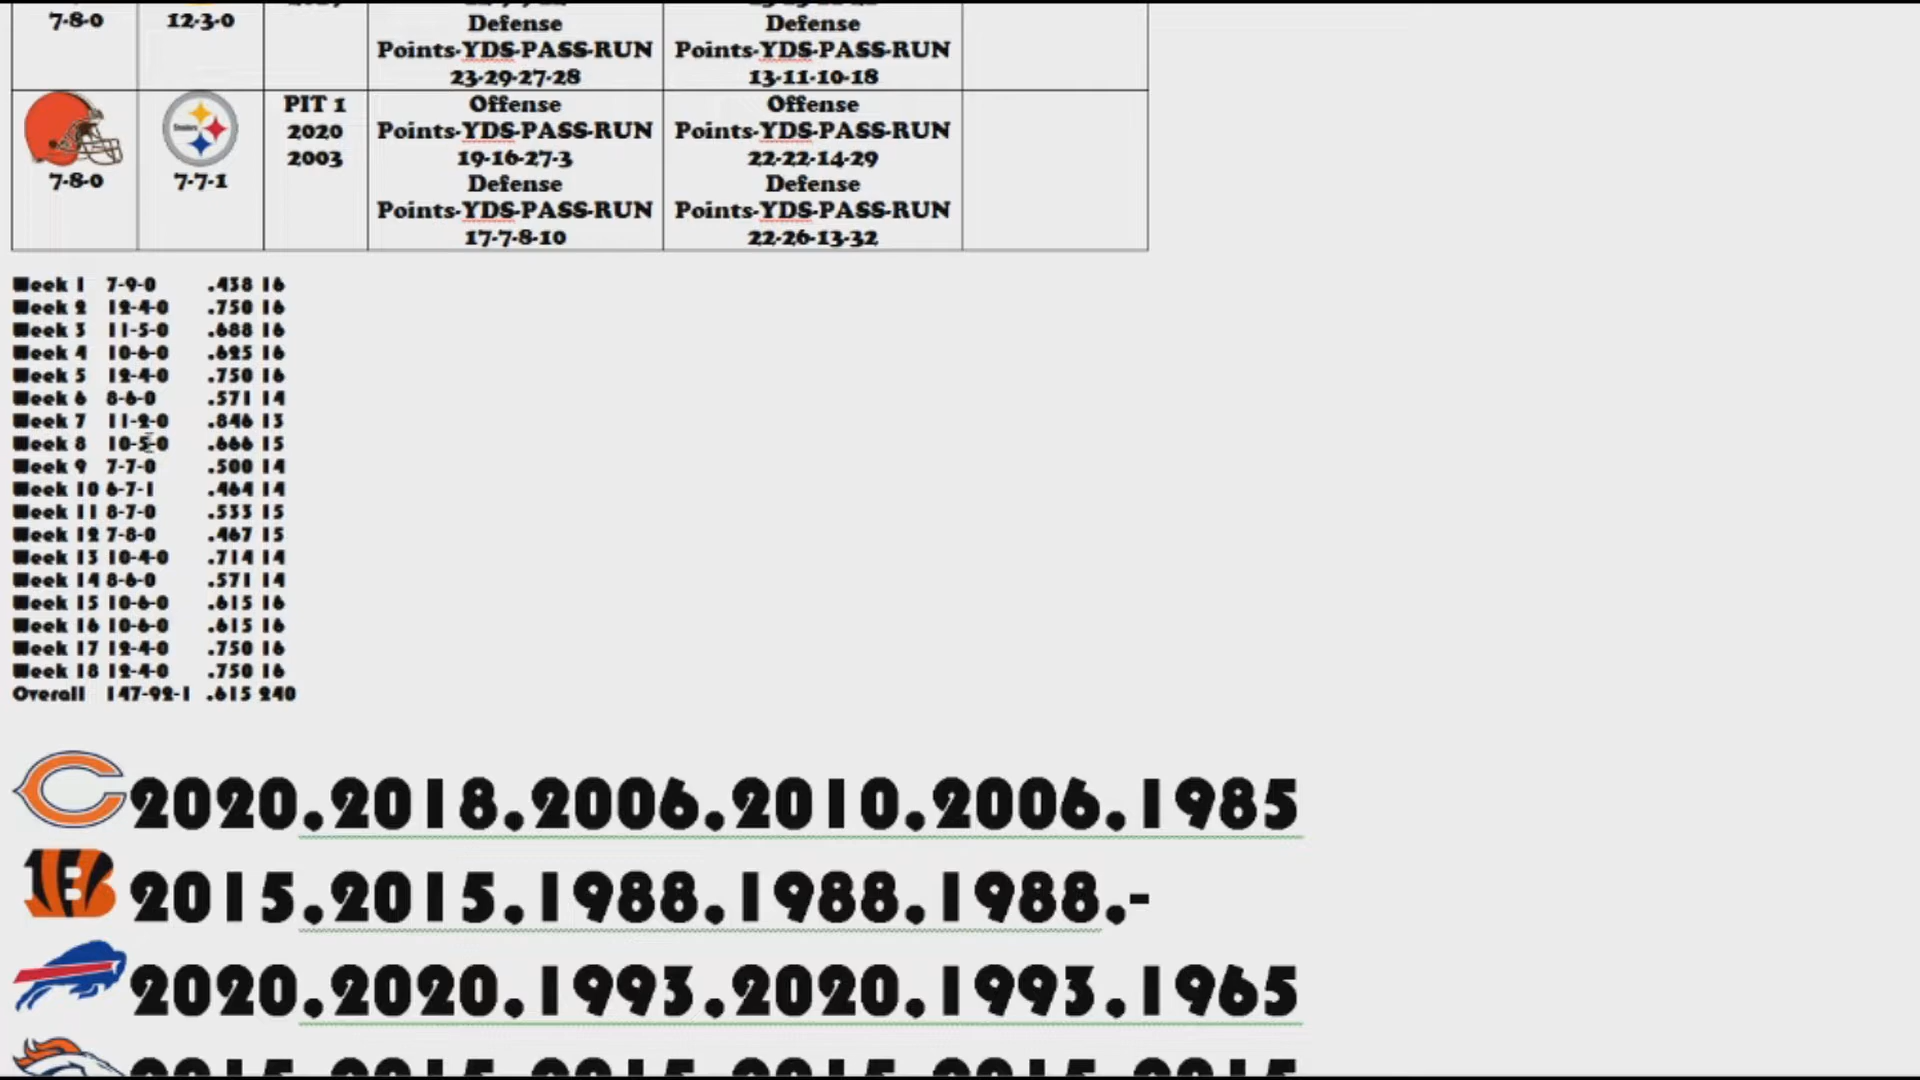 7-8-0 12-3-0
Defense Defense
Points-YDS-PASS-RUN Points-YDS-PASS-RUN
23-29-27-28 13-11-10-18
PIT 1 Offense Offense
2020 Points-YDS-PASS-RUN Points-YDS-PASS-RUN
2003 19-16-27-3 22-22-14-29
Steelers
7-8-0 7-7-1 Defense Defense
Points-YDS-PASS-RUN Points-YDS-PASS-RUN
17-7-8-10 22-26-13-32
Week 1 7-9-0 .438 16
Week 2 12-4-0 .750 16
Week 3 11-5-0 .688 16
Week 4 10-6-0 .625 16
Week 5 12-4-0 .750 16
Week 6 8-6-0 .571 14
Week 7 11-2-0 .846 13
Week 8 10-5-0 .666 15
Week 9 7-7-0 .500 14
Week 10 6-7-1 .464 14
Week 11 8-7-0 .533 15
Week 12 7-8-0 .467 15
Week 13 10-4-0 .714 14
Week 14 8-6-0 .571 14
Week 15 10-6-0 .615 16
Week 16 10-6-0 .615 16
Week 17 12-4-0 .750 16
Week 18 12-4-0 .750 16
Overall 147-92-1 .615 240
2020.2018.2006.2010.2006.1985
2015.2015.1988.1988.1988.-
2020.2020.1993.2020.1993.1965
2015.2015.2015.2015.2015.2015